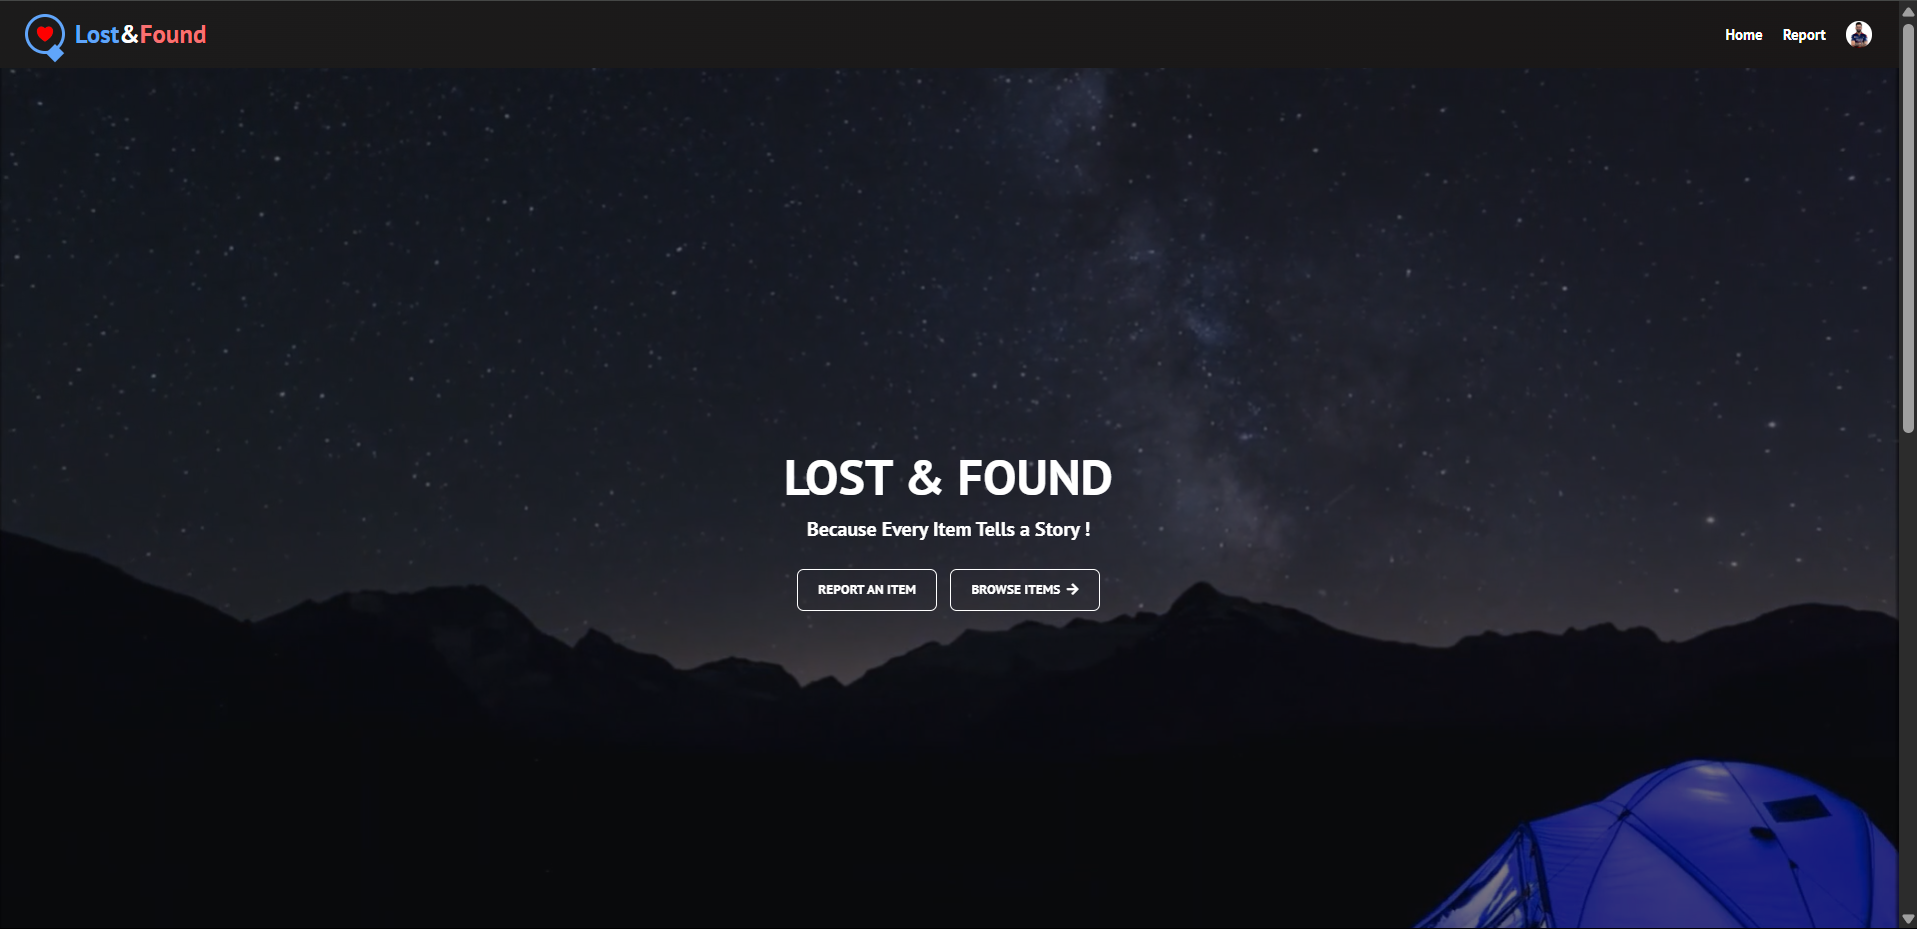 Lost&Found
Home Report
LOST & FOUND
Because Every Item Tells a Story !
REPORT AN ITEM BROWSE ITEMS →